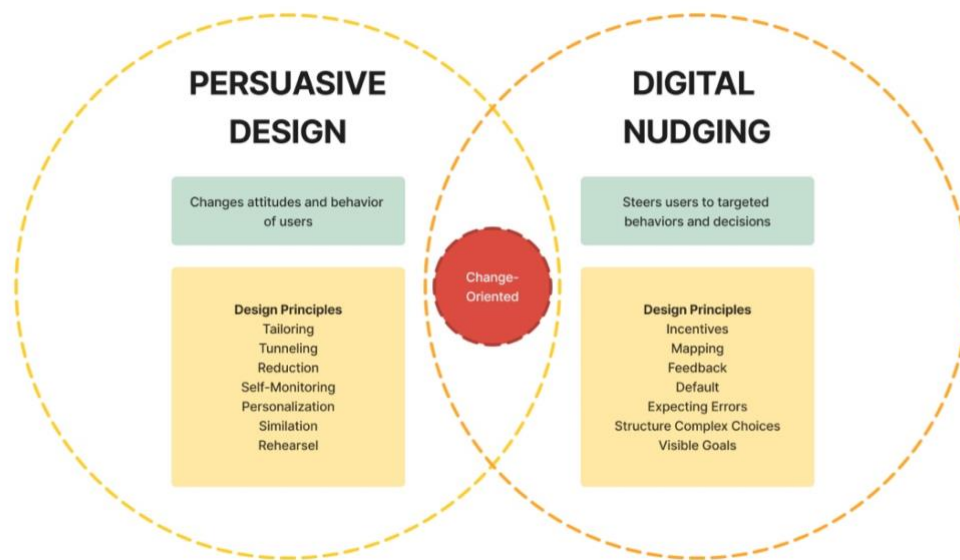 PERSUASIVE
DESIGN
Changes attitudes and behavior
of users
Design Principles
Tailoring
Tunneling
Reduction
Self-Monitoring
Personalization
Similation
Rehearsel
Change-
Oriented
DIGITAL
NUDGING
Steers users to targeted
behaviors and decisions
Design Principles
Incentives
Mapping
Feedback
Default
Expecting Errors
Structure Complex Choices
Visible Goals